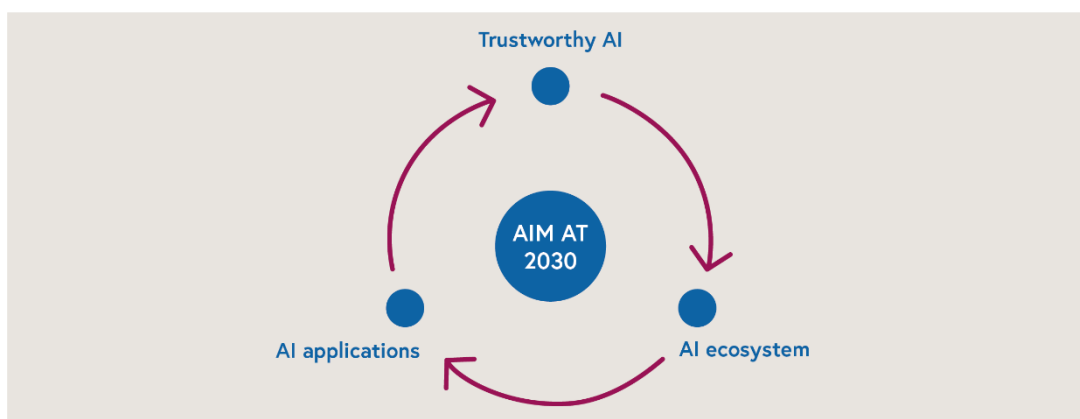 Trustworthy AI
AIM AT
2030
AI applications
AI ecosystem